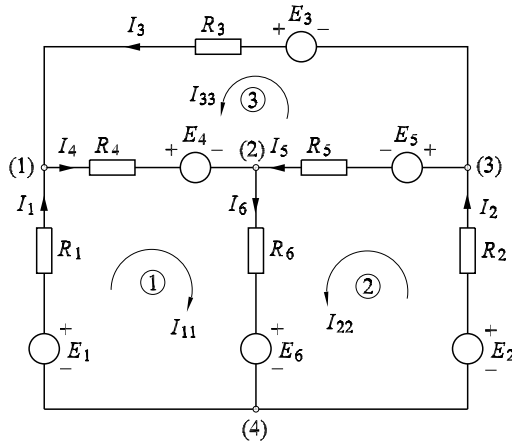 I3 R3 + E3 −
I33 3
(1) I4 R4 + E4 − (2) I5 R5 − E5 + (3)
I1 I6 I2
R1 R6 R2
1 2
I11 I22
+ + +
E1 E6 E2
− − −
(4)